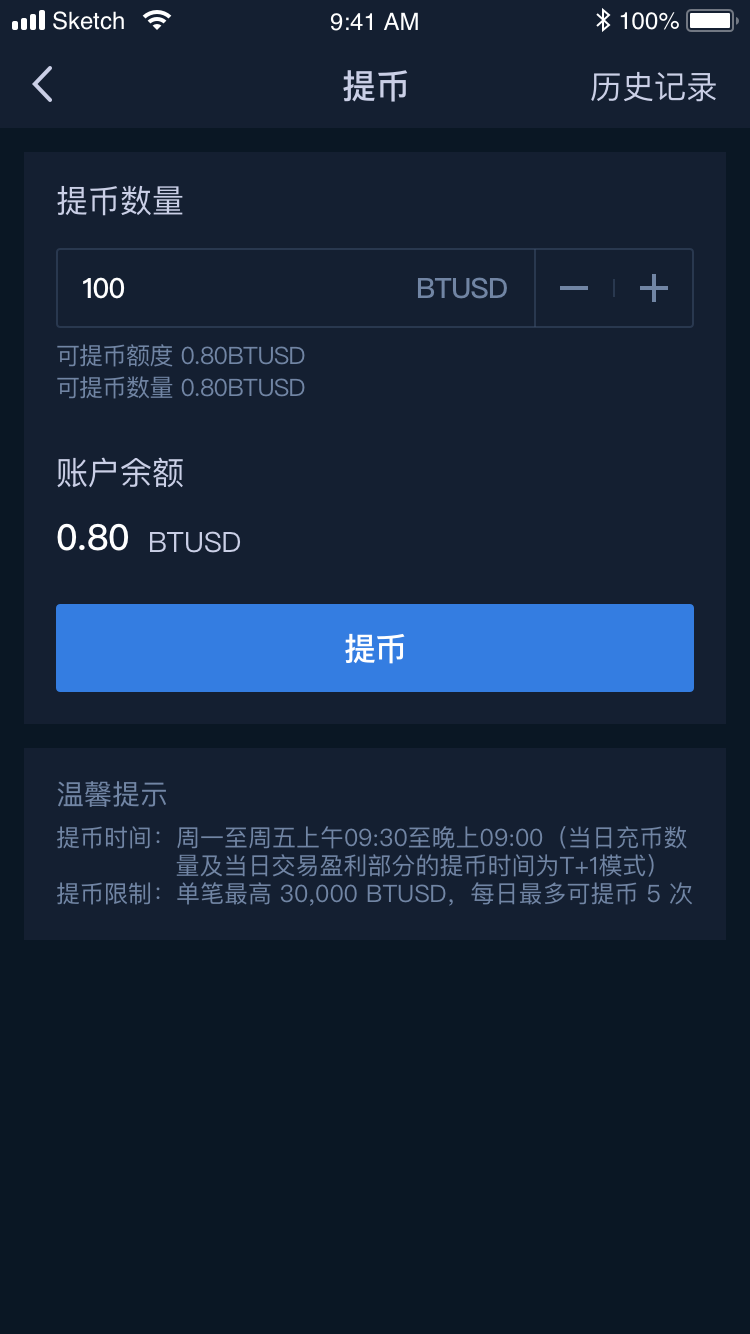 Sketch 9:41 AM 100%
提币 历史记录
提币数量
100 BTUSD
可提币额度 0.80BTUSD
可提币数量 0.80BTUSD
账户余额
0.80 BTUSD
提币
温馨提示
提币时间：周一至周五上午09:30至晚上09:00（当日充币数
量及当日交易盈利部分的提币时间为T+1模式）
提币限制：单笔最高 30,000 BTUSD，每日最多可提币 5 次